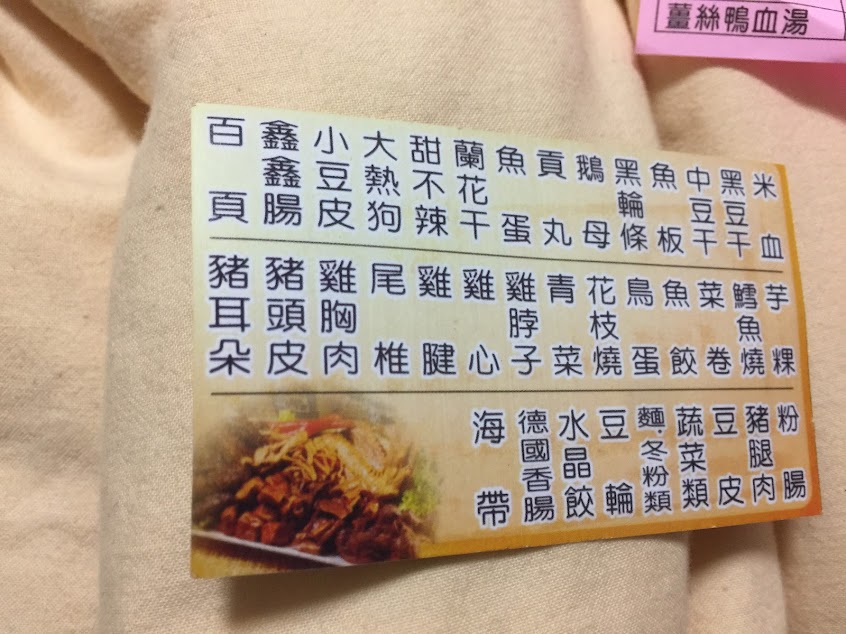 薑絲鴨血湯
米血
黑豆干
中豆干
魚板
黑輪條
鵝母
貢丸
魚蛋
蘭花干
甜不辣
大熱狗
小豆皮
鑫鑫腸
百頁
芋粿
鱈魚燒
菜卷
魚餃
鳥蛋
花枝燒
青菜
雞脖子
雞心
雞腱
尾椎
雞胸肉
豬頭皮
豬耳朵
粉腸
豬腿肉
豆皮
蔬菜類
麵·冬粉類
豆輪
水晶餃
德國香腸
海帶